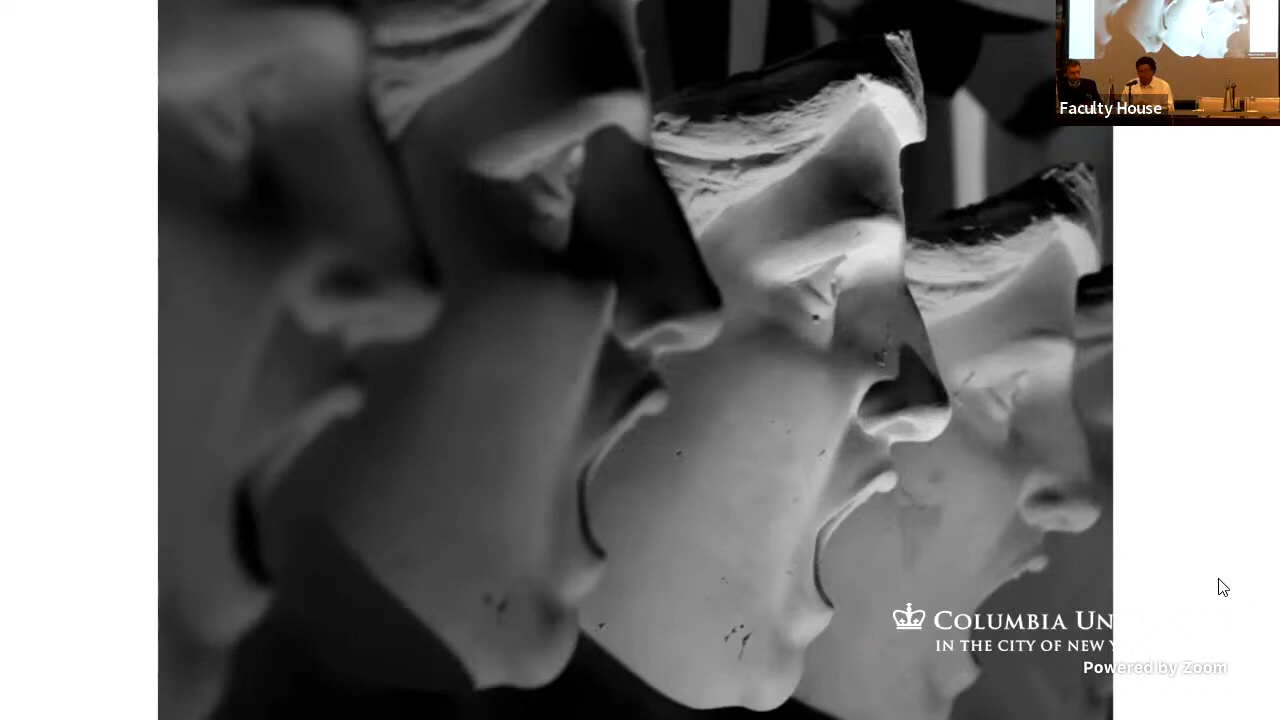 Faculty House
COLUMBIA UN
IN THE CITY OF NEW Y
Powered by Zoom